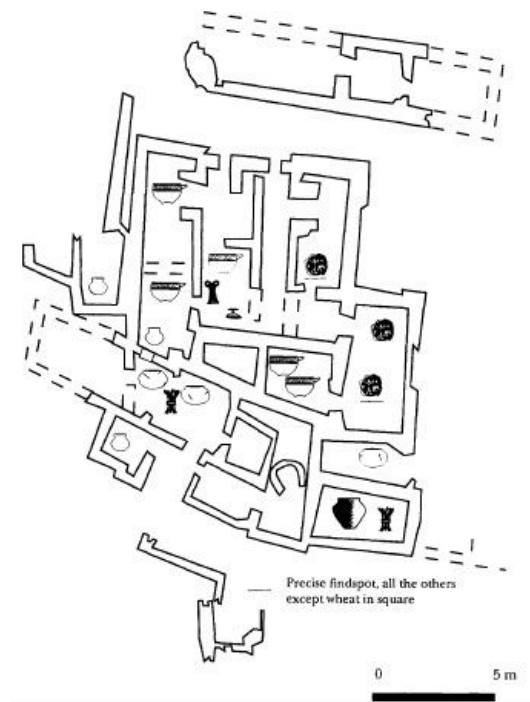 Precise findspot, all the others
except wheat in square
0 5 m